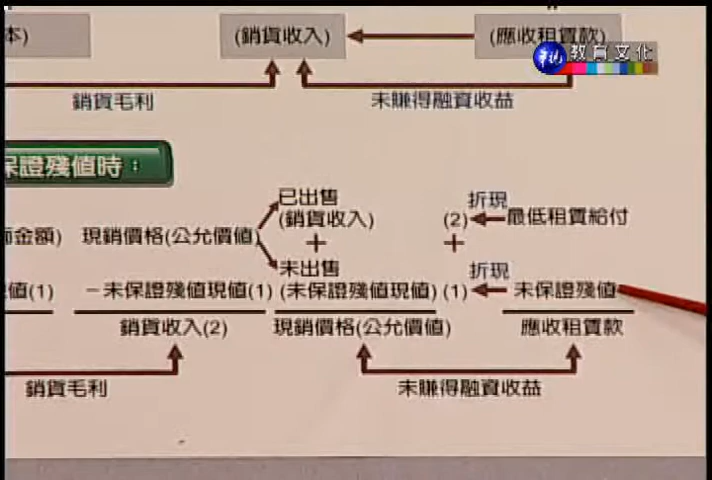 本)
(銷貨收入)
(應收租賃款)
華視
教育文化
銷貨毛利
未賺得融資收益
保證殘值時：
已出售
(銷貨收入)
折現
(2)
最低租賃給付
面金額)
現銷價格(公允價值)
+
+
未出售
折現
值(1)
－未保證殘值現值(1)
(未保證殘值現值)
(1)
未保證殘值
銷貨收入(2)
現銷價格(公允價值)
應收租賃款
銷貨毛利
未賺得融資收益